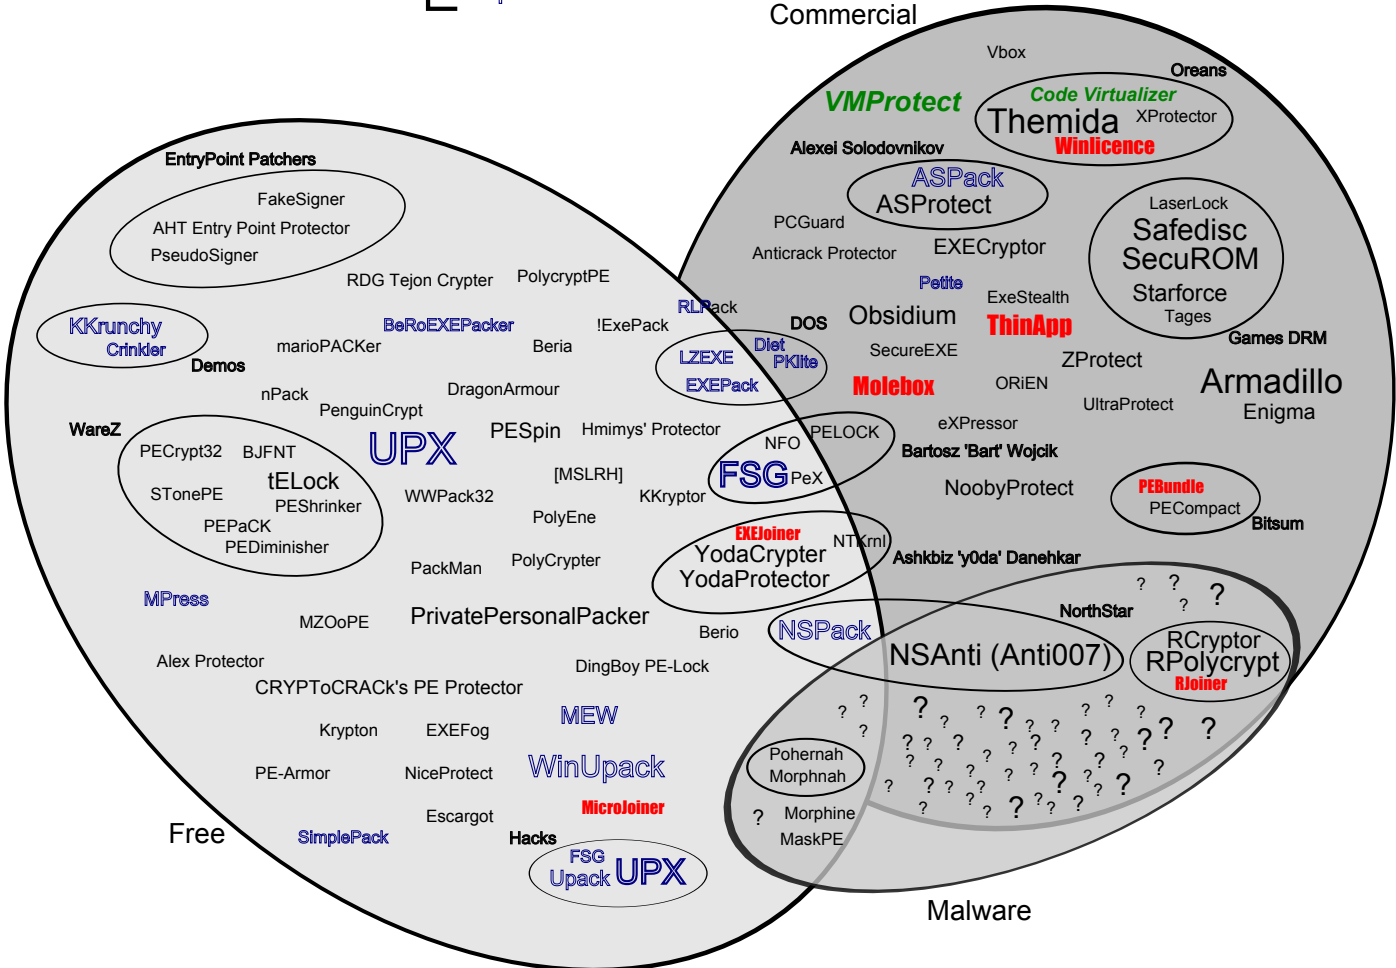 Commercial
Vbox
Oreans
VMProtect
Code Virtualizer
Themida
XProtector
Winlicence
Alexei Solodovnikov
ASPack
ASProtect
PCGuard
Anticrack Protector
EXECryptor
LaserLock
Safedisc
SecuROM
Starforce
Tages
Games DRM
Petite
ExeStealth
Obsidium
ThinApp
DOS
SecureEXE
ZProtect
Molebox
ORiEN
Armadillo
Enigma
UltraProtect
eXPressor
Bartosz 'Bart' Wojcik
NoobyProtect
PEBundle
PECompact
Bitsum
Ashkbiz 'y0da' Danehkar
EntryPoint Patchers
FakeSigner
AHT Entry Point Protector
PseudoSigner
RDG Tejon Crypter
PolycryptPE
RLPack
KKrunchy
Crinkler
Demos
BeRoEXEPacker
!ExePack
marioPACKer
Beria
LZEXE
Diet
PKlite
EXEPack
nPack
DragonArmour
PenguinCrypt
WareZ
PECrypt32
BJFNT
tELock
STonePE
PEShrinker
PEPaCK
PEDiminisher
UPX
PESpin
Hmimys' Protector
NFO
PELOCK
FSG
PeX
[MSLRH]
WWPack32
KKryptor
PolyEne
EXEJoiner
YodaCrypter
NTKrnl
YodaProtector
PackMan
PolyCrypter
MPress
MZOoPE
PrivatePersonalPacker
Berio
NSPack
NorthStar
NSAnti (Anti007)
RCryptor
RPolycrypt
RJoiner
? ? ? ?
Alex Protector
DingBoy PE-Lock
CRYPToCRACk's PE Protector
Krypton
EXEFog
MEW
PE-Armor
NiceProtect
WinUpack
Pohernah
Morphnah
Escargot
MicroJoiner
? Morphine
MaskPE
Free
SimplePack
Hacks
FSG
Upack
UPX
Malware